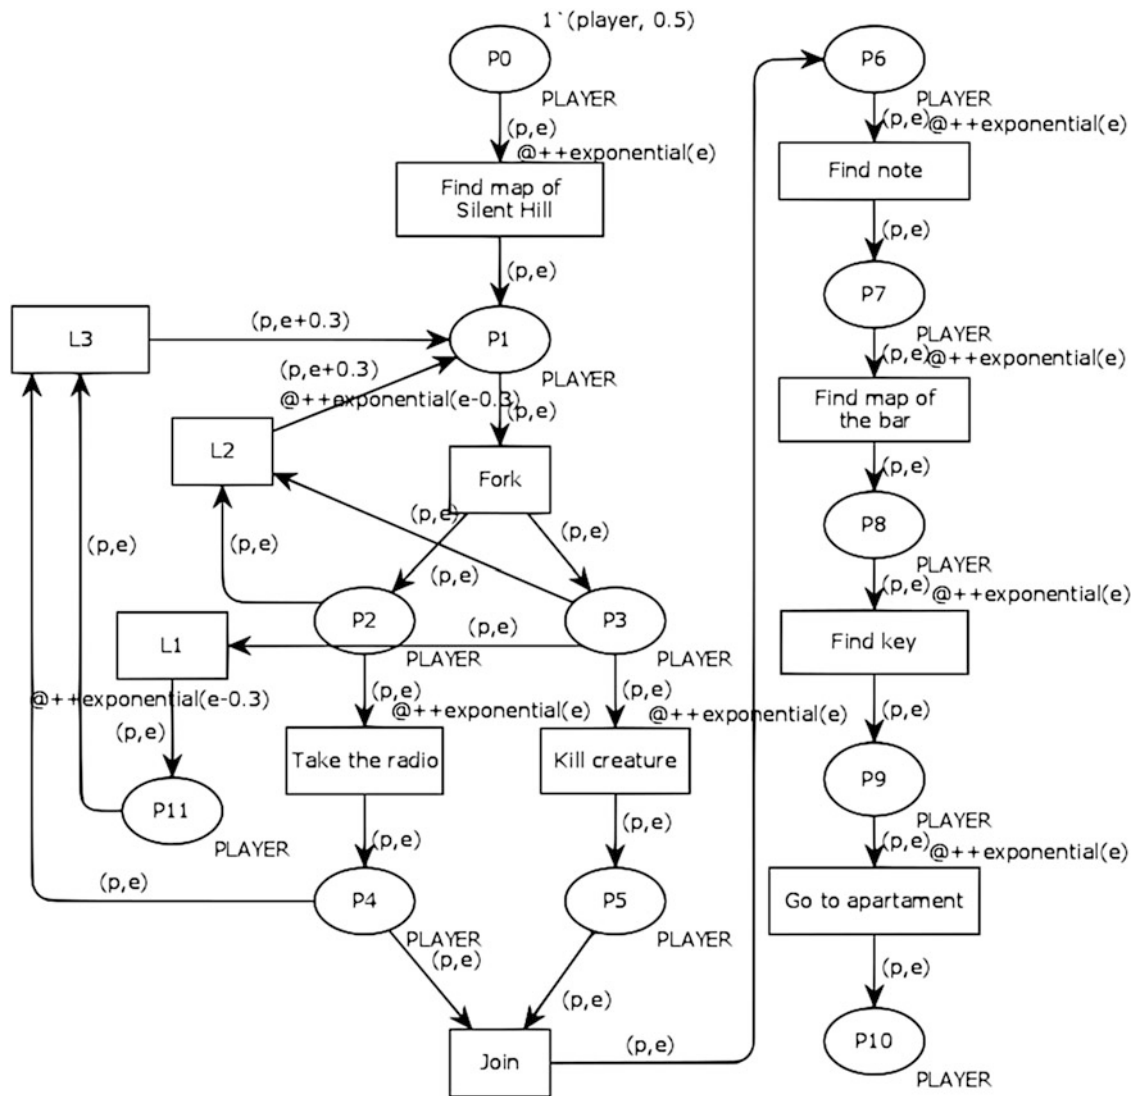 1`(player, 0.5)
P0
PLAYER
(p,e)
@++exponential(e)
Find map of
Silent Hill
(p,e)
L3
(p,e+0.3)
P1
PLAYER
(p,e+0.3)
@++exponential(e-0.3)
(p,e)
L2
Fork
(p,e)
(p,e)
(p,e)
(p,e)
(p,e)
P2
PLAYER
P3
PLAYER
(p,e)
L1
@++exponential(e-0.3)
(p,e)
(p,e)
@++exponential(e)
(p,e)
@++exponential(e)
Take the radio
Kill creature
P11
PLAYER
(p,e)
(p,e)
(p,e)
P4
PLAYER
P5
PLAYER
(p,e)
(p,e)
Join
(p,e)
P6
PLAYER
(p,e)
@++exponential(e)
Find note
(p,e)
P7
PLAYER
(p,e)
@++exponential(e)
Find map of
the bar
(p,e)
P8
PLAYER
(p,e)
@++exponential(e)
Find key
(p,e)
P9
PLAYER
(p,e)
@++exponential(e)
Go to apartament
(p,e)
P10
PLAYER